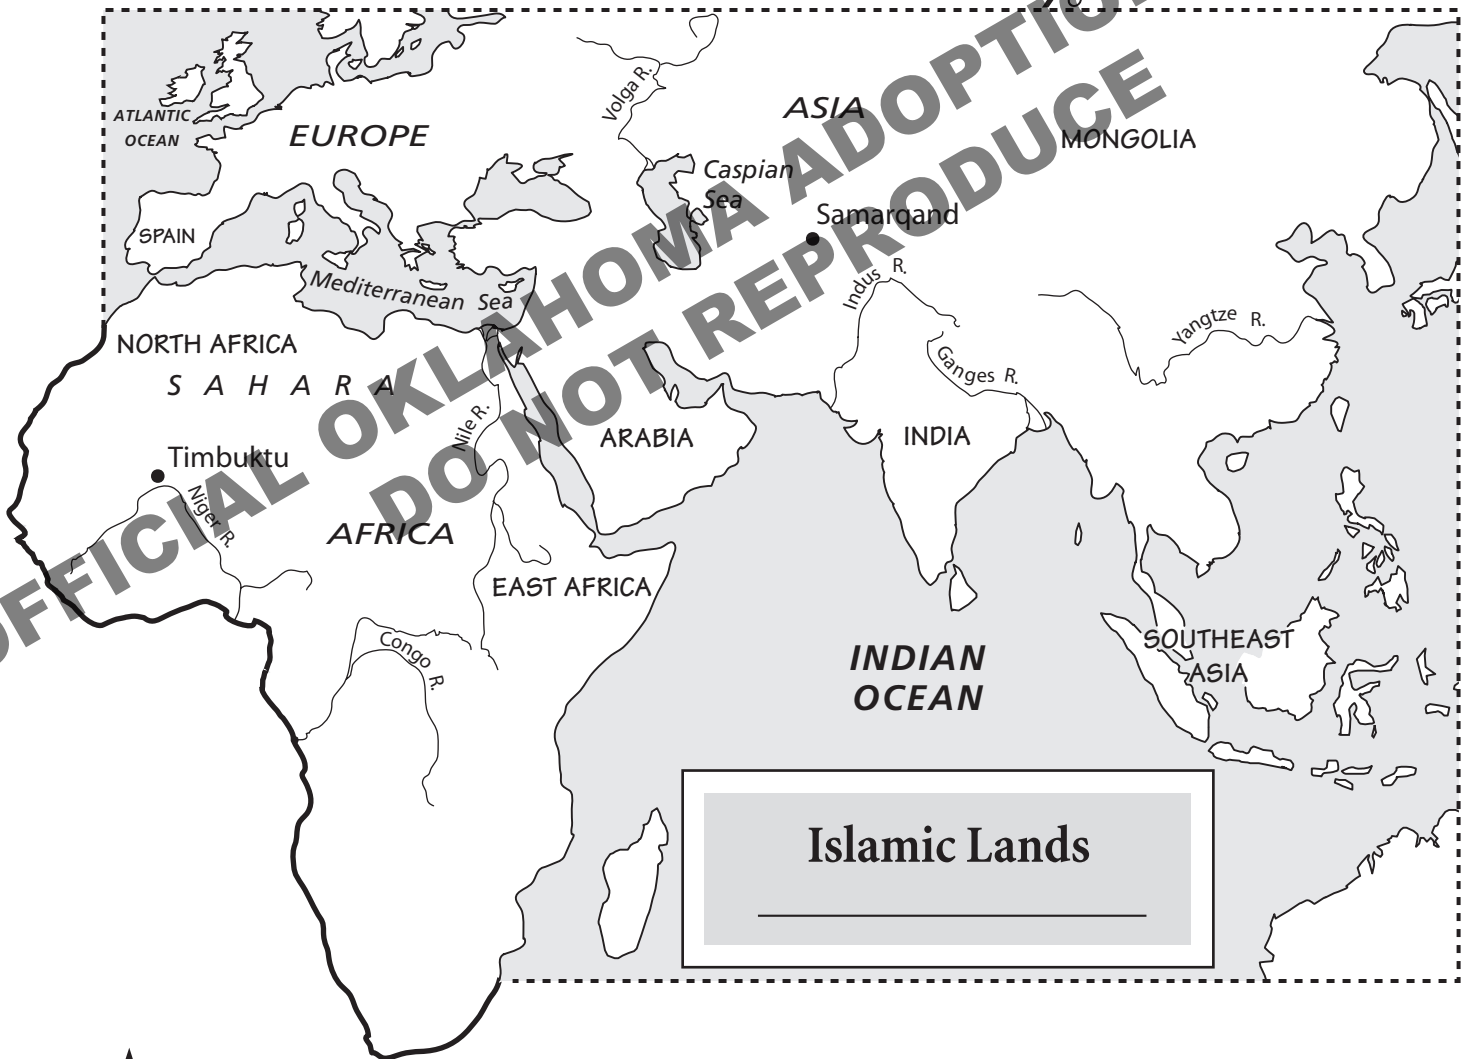 OFFICIAL OKLAHOMA ADOPTION
DO NOT REPRODUCE
ATLANTIC
OCEAN
EUROPE
Volga R.
ASIA
MONGOLIA
Caspian
Sea
Samarqand
SPAIN
Mediterranean Sea
Indus R.
Yangtze R.
NORTH AFRICA
SAHARA
Ganges R.
Nile R.
ARABIA
INDIA
Timbuktu
Niger R.
AFRICA
EAST AFRICA
Congo R.
INDIAN
OCEAN
SOUTHEAST
ASIA
Islamic Lands